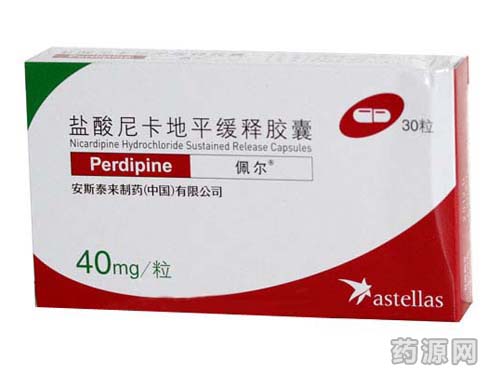 盐酸尼卡地平缓释胶囊
Nicardipine Hydrochloride Sustained Release Capsules
Perdipine 佩尔®
安斯泰来制药(中国)有限公司
30粒
40mg/粒
astellas
药源网